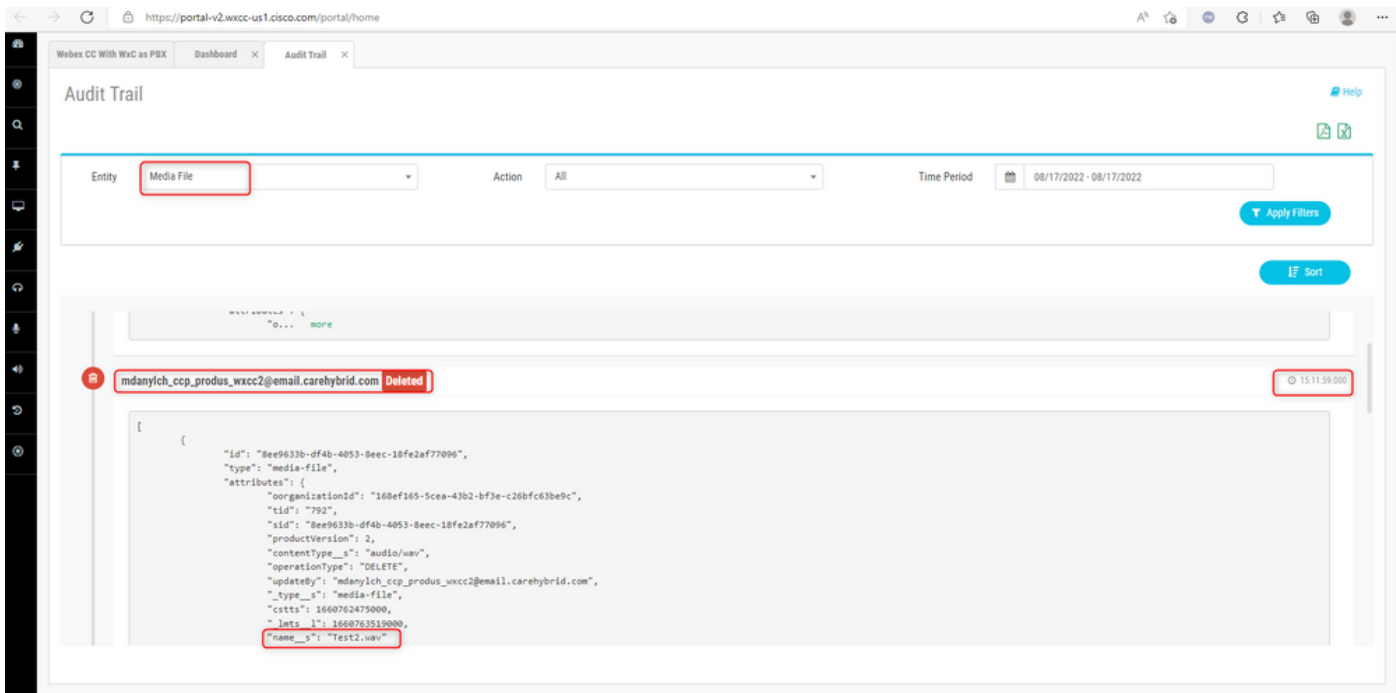 https://portal-v2.wxcc-us1.cisco.com/portal/home
Webex CC With WxC as PBX Dashboard × Audit Trail ×
Audit Trail
Help
Entity Media File Action All Time Period 08/17/2022 - 08/17/2022
Apply Filters
Sort
"o... more
mdanylch_ccp_produs_wxcc2@email.carehybrid.com Deleted 15:11:59:000
[
{
"id": "8ee9633b-df4b-4053-8eec-18fe2af77096",
"type": "media-file",
"attributes": {
"oorganizationId": "168ef165-5cea-43b2-bf3e-c26bfc63be9c",
"tid": "792",
"sid": "8ee9633b-df4b-4053-8eec-18fe2af77096",
"productVersion": 2,
"contentType__s": "audio/wav",
"operationType": "DELETE",
"updateBy": "mdanylch_ccp_produs_wxcc2@email.carehybrid.com",
"_type__s": "media-file",
"cstts": 1660762475000,
"_lmts__l": 1660763519000,
"name__s": "Test2.wav"